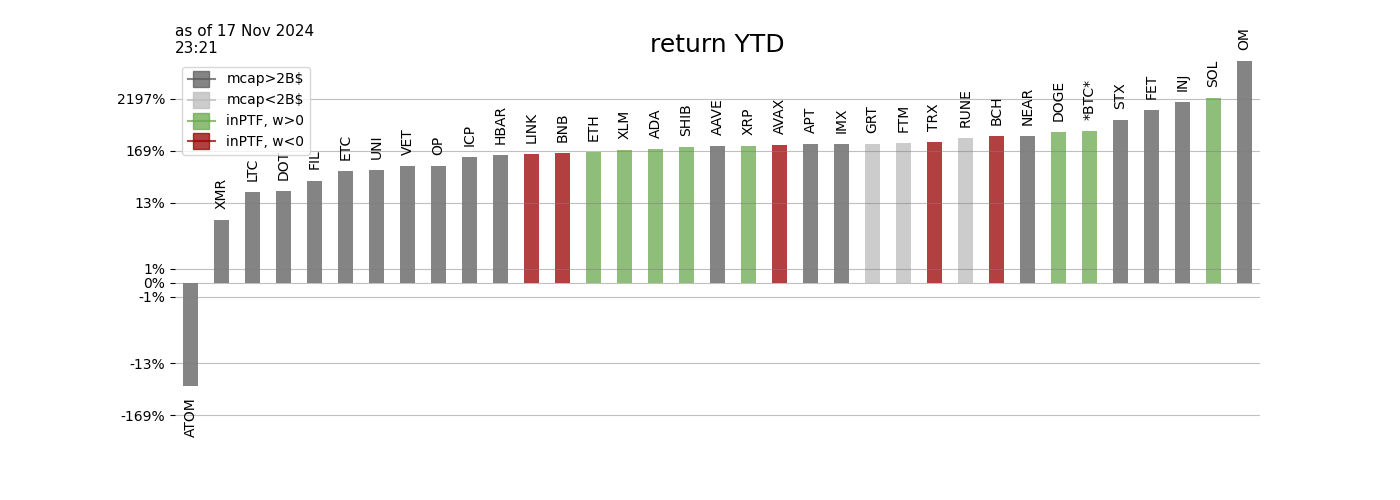 as of 17 Nov 2024
23:21
return YTD
mcap>2B$
mcap<2B$
inPTF, w>0
inPTF, w<0
2197%
169%
13%
1%
0%
-1%
-13%
-169%
ATOM
XMR
LTC
DOT
FIL
ETC
UNI
VET
OP
ICP
HBAR
LINK
BNB
ETH
XLM
ADA
SHIB
AAVE
XRP
AVAX
APT
IMX
GRT
FTM
TRX
RUNE
BCH
NEAR
DOGE
*BTC*
STX
FET
INJ
SOL
OM